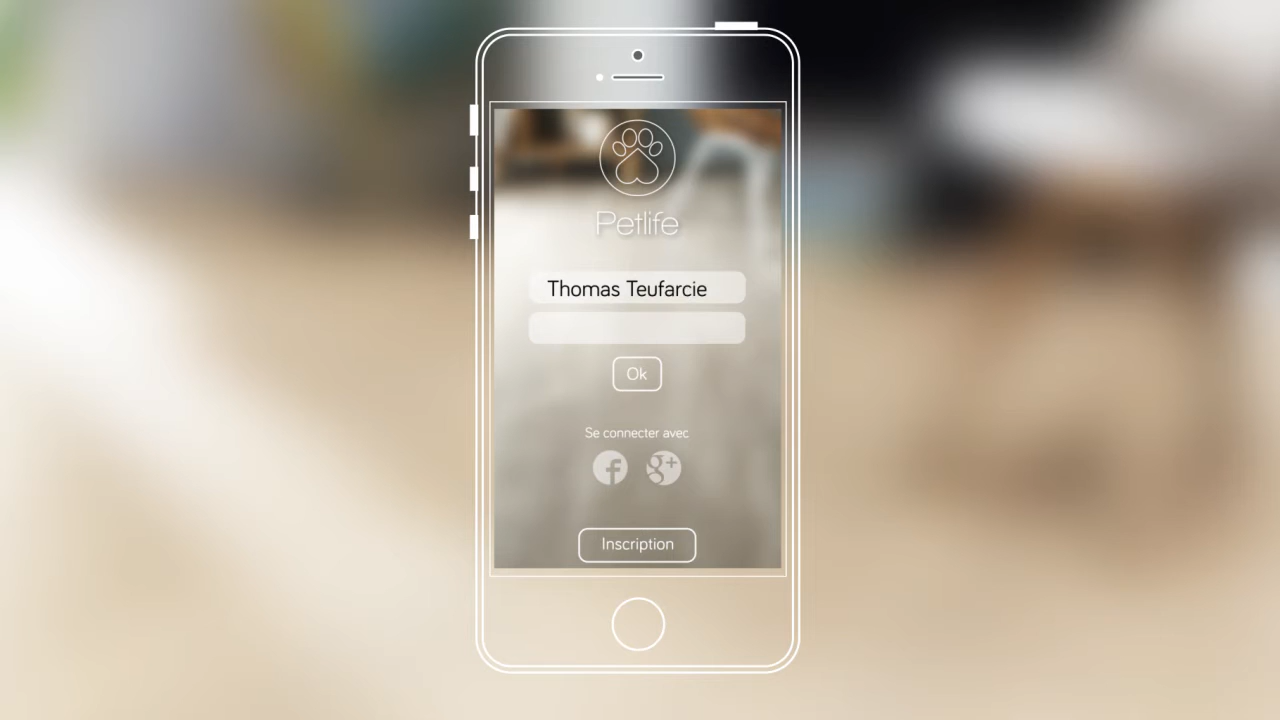 Petlife
Thomas Teufarcie
Ok
Se connecter avec
Inscription